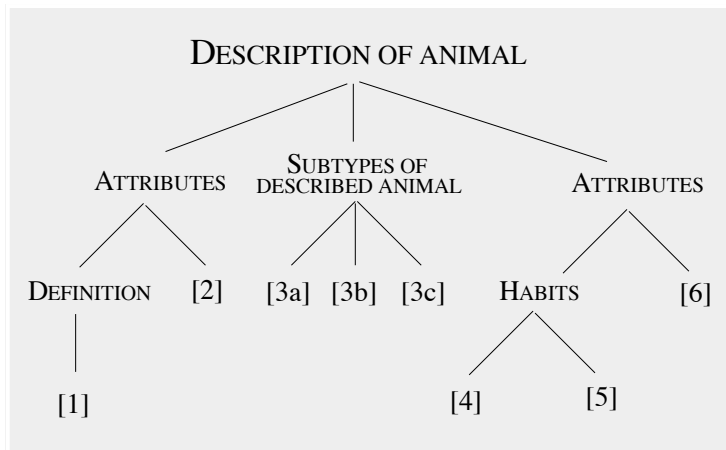 DESCRIPTION OF ANIMAL
ATTRIBUTES
SUBTYPES OF
DESCRIBED ANIMAL
ATTRIBUTES
DEFINITION
[2]
[3a]
[3b]
[3c]
HABITS
[6]
[1]
[4]
[5]